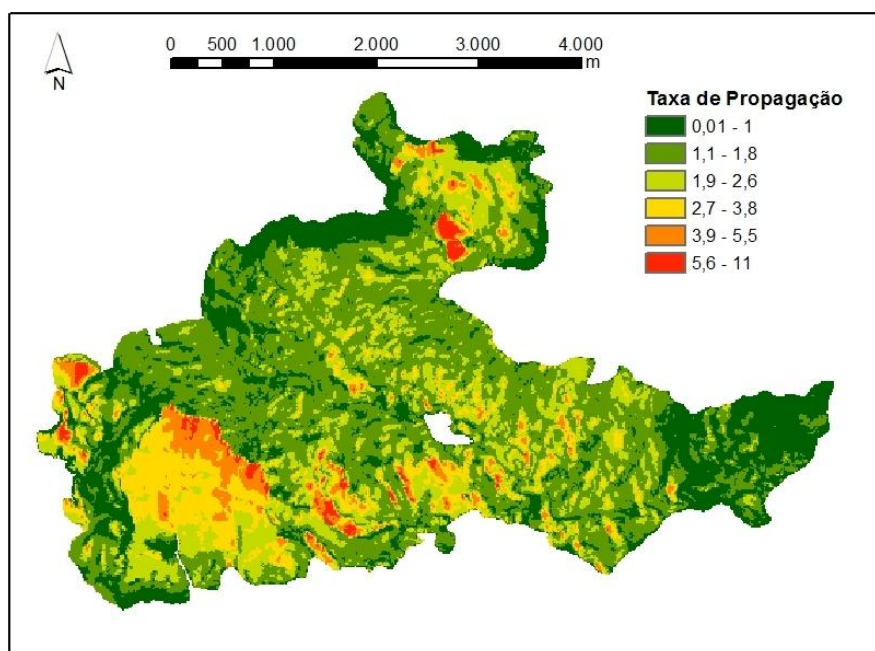 0 500 1.000 2.000 3.000 4.000
m
N
Taxa de Propagação
0,01 - 1
1,1 - 1,8
1,9 - 2,6
2,7 - 3,8
3,9 - 5,5
5,6 - 11